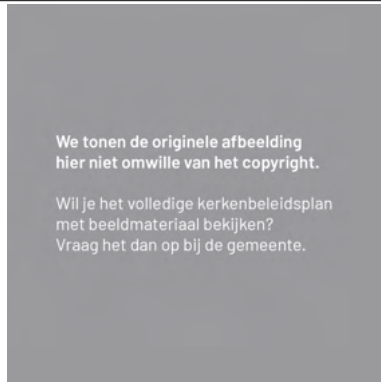 We tonen de originele afbeelding
hier niet omwille van het copyright.
Wil je het volledige kerkenbeleidsplan
met beeldmateriaal bekijken?
Vraag het dan op bij de gemeente.